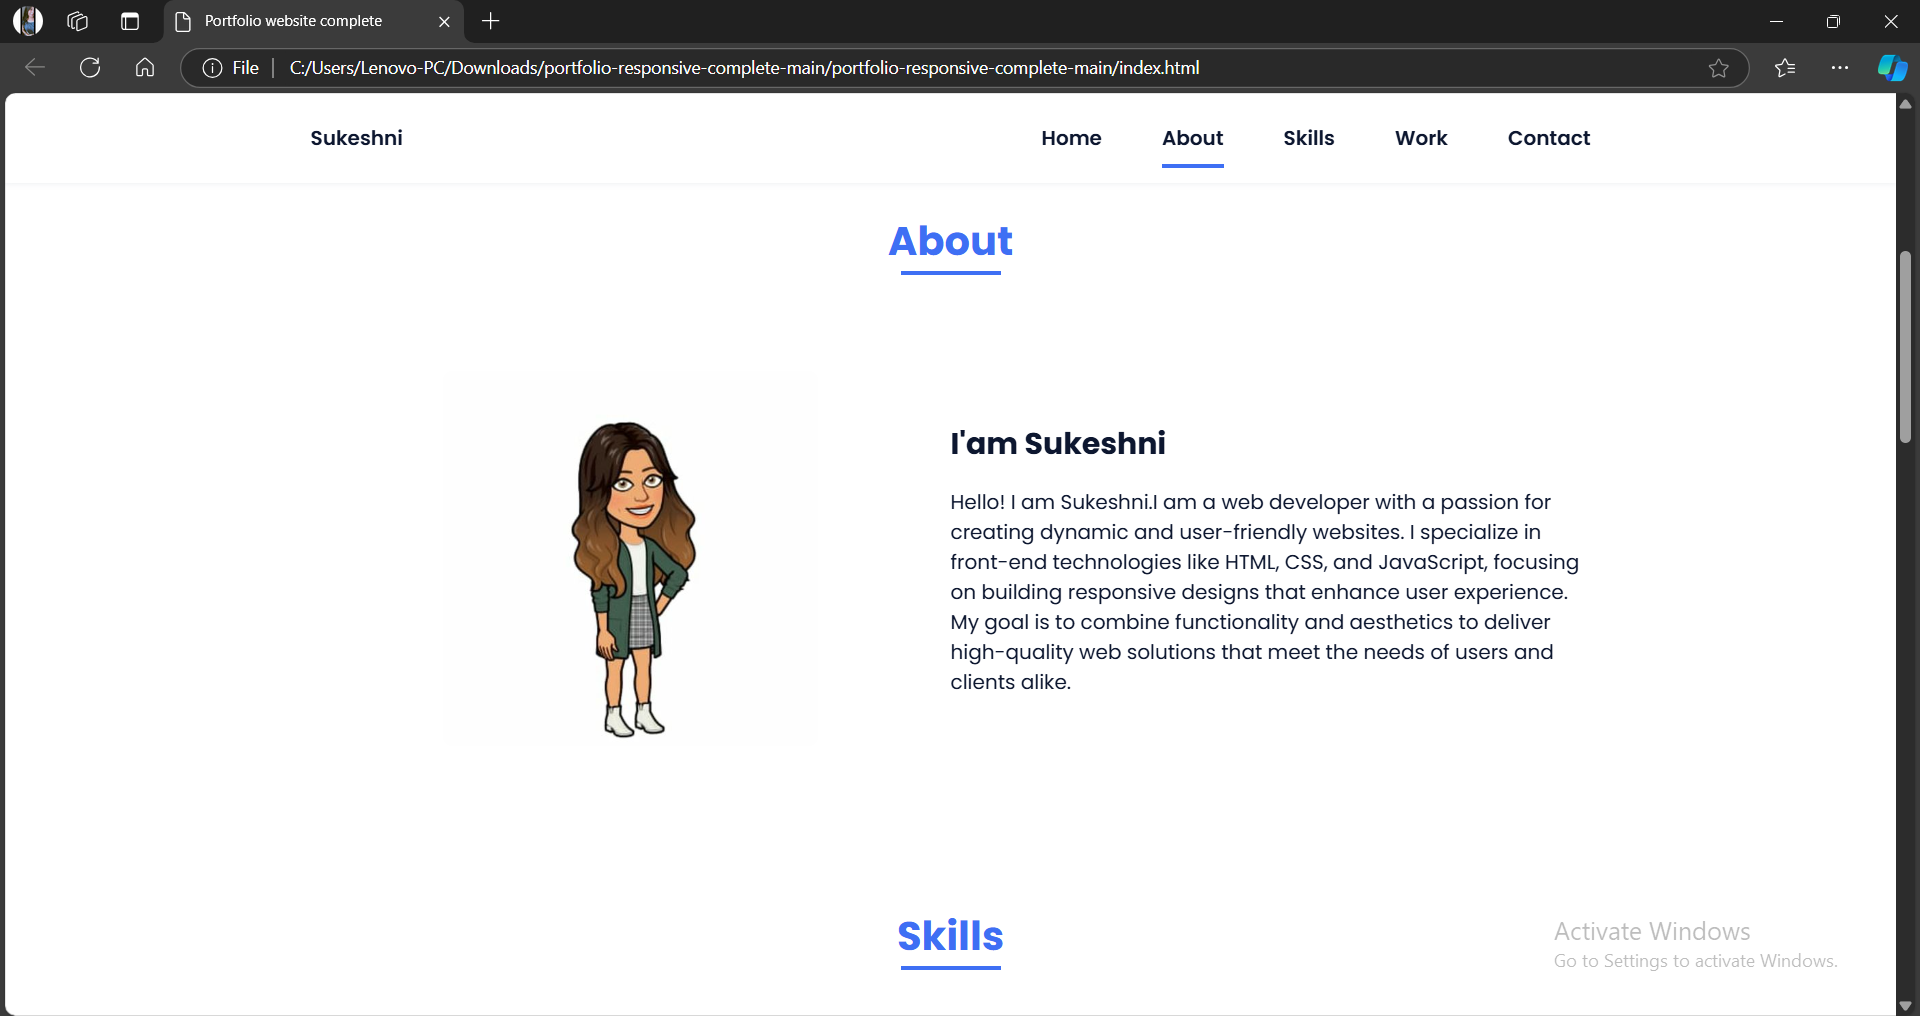 Portfolio website complete
File
C:/Users/Lenovo-PC/Downloads/portfolio-responsive-complete-main/portfolio-responsive-complete-main/index.html
Sukeshni
Home About Skills Work Contact
About
I'am Sukeshni
Hello! I am Sukeshni.I am a web developer with a passion for
creating dynamic and user-friendly websites. I specialize in
front-end technologies like HTML, CSS, and JavaScript, focusing
on building responsive designs that enhance user experience.
My goal is to combine functionality and aesthetics to deliver
high-quality web solutions that meet the needs of users and
clients alike.
Skills
Activate Windows
Go to Settings to activate Windows.